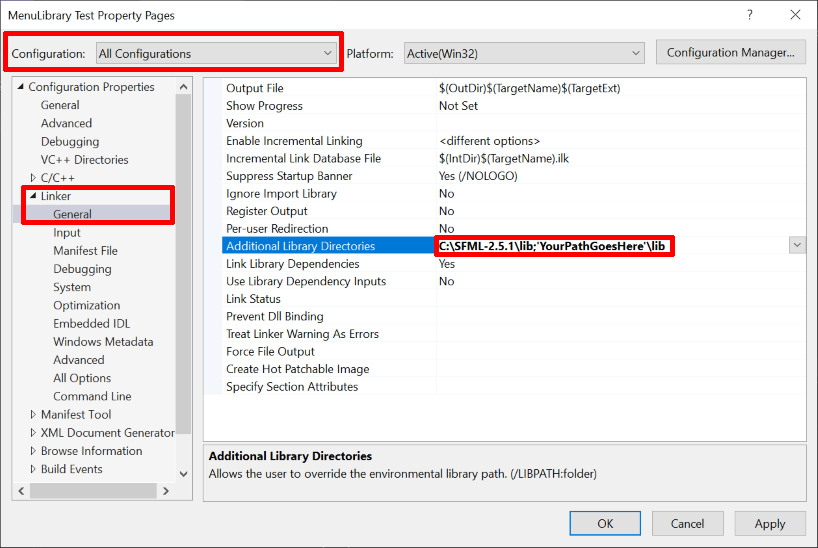 MenuLibrary Test Property Pages
Configuration: All Configurations Platform: Active(Win32) Configuration Manager...
Configuration Properties
General
Advanced
Debugging
VC++ Directories
C/C++
Linker
General
Input
Manifest File
Debugging
System
Optimization
Embedded IDL
Windows Metadata
Advanced
All Options
Command Line
Manifest Tool
XML Document Generator
Browse Information
Build Events
Output File $(OutDir)$(TargetName)$(TargetExt)
Show Progress Not Set
Version
Enable Incremental Linking <different options>
Incremental Link Database File $(IntDir)$(TargetName).ilk
Suppress Startup Banner Yes (/NOLOGO)
Ignore Import Library No
Register Output No
Per-user Redirection No
Additional Library Directories C:\SFML-2.5.1\lib;'YourPathGoesHere'\lib
Link Library Dependencies Yes
Use Library Dependency Inputs No
Link Status
Prevent Dll Binding
Treat Linker Warning As Errors
Force File Output
Create Hot Patchable Image
Specify Section Attributes
Additional Library Directories
Allows the user to override the environmental library path. (/LIBPATH:folder)
OK Cancel Apply